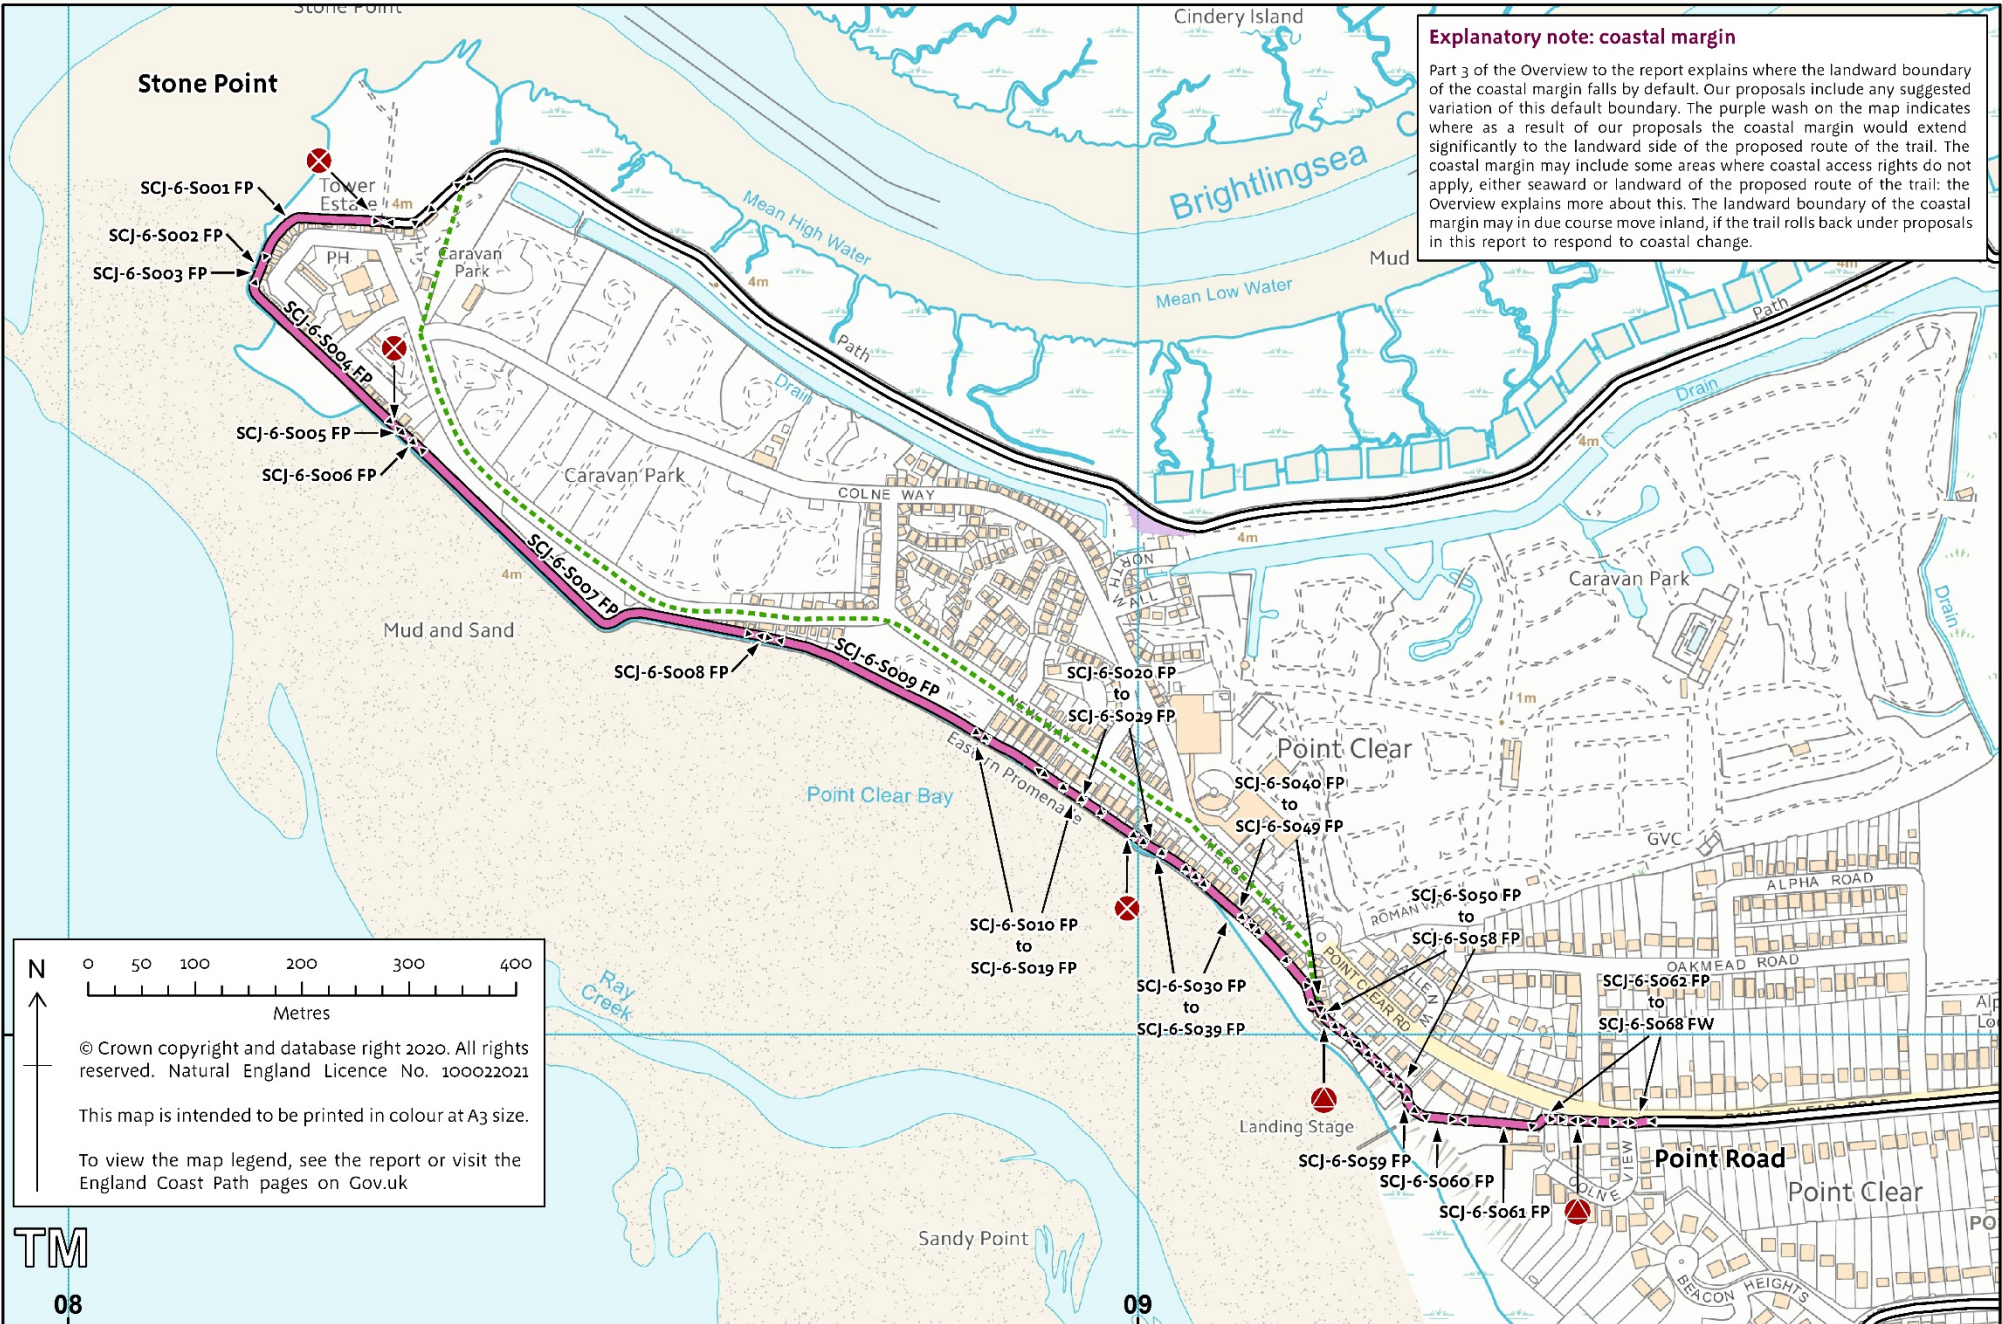 Stone Point
Cindery Island
Explanatory note: coastal margin
Part 3 of the Overview to the report explains where the landward boundary
of the coastal margin falls by default. Our proposals include any suggested
variation of this default boundary. The purple wash on the map indicates
where as a result of our proposals the coastal margin would extend
significantly to the landward side of the proposed route of the trail. The
coastal margin may include some areas where coastal access rights do not
apply, either seaward or landward of the proposed route of the trail: the
Overview explains more about this. The landward boundary of the coastal
margin may in due course move inland, if the trail rolls back under proposals
in this report to respond to coastal change.
Stone Point
Brightlingsea
C
SCJ-6-S001 FP
Tower
Estate
4m
SCJ-6-S002 FP
SCJ-6-S003 FP
PH
Caravan
Park
Mean High Water
4m
Mud
4m
Mean Low Water
Path
Path
SCJ-6-S004 FP
Drain
Drain
SCJ-6-S005 FP
SCJ-6-S006 FP
Caravan Park
COLNE WAY
4m
4m
NORTH
WALL
Caravan Park
Drain
SCJ-6-S007 FP
4m
Mud and Sand
SCJ-6-S008 FP
SCJ-6-S009 FP
SCJ-6-S020 FP
to
SCJ-6-S029 FP
1m
Eastern Promenade
Point Clear
Point Clear Bay
SCJ-6-S040 FP
to
SCJ-6-S049 FP
GVC
ALPHA ROAD
SCJ-6-S010 FP
to
SCJ-6-S019 FP
ROMAN
SCJ-6-S050 FP
to
SCJ-6-S058 FP
POINT CLEAR RD
OAKMEAD ROAD
SCJ-6-S030 FP
to
SCJ-6-S039 FP
SCJ-6-S062 FP
to
SCJ-6-S068 FW
Ray
Creek
N
0 50 100 200 300 400
Metres
© Crown copyright and database right 2020. All rights
reserved. Natural England Licence No. 100022021
This map is intended to be printed in colour at A3 size.
To view the map legend, see the report or visit the
England Coast Path pages on Gov.uk
Landing Stage
POINT CLEAR ROAD
SCJ-6-S059 FP
SCJ-6-S060 FP
SCJ-6-S061 FP
VIEW
Point Road
Point Clear
PO
Sandy Point
BEACON HEIGHTS
TM
08
09